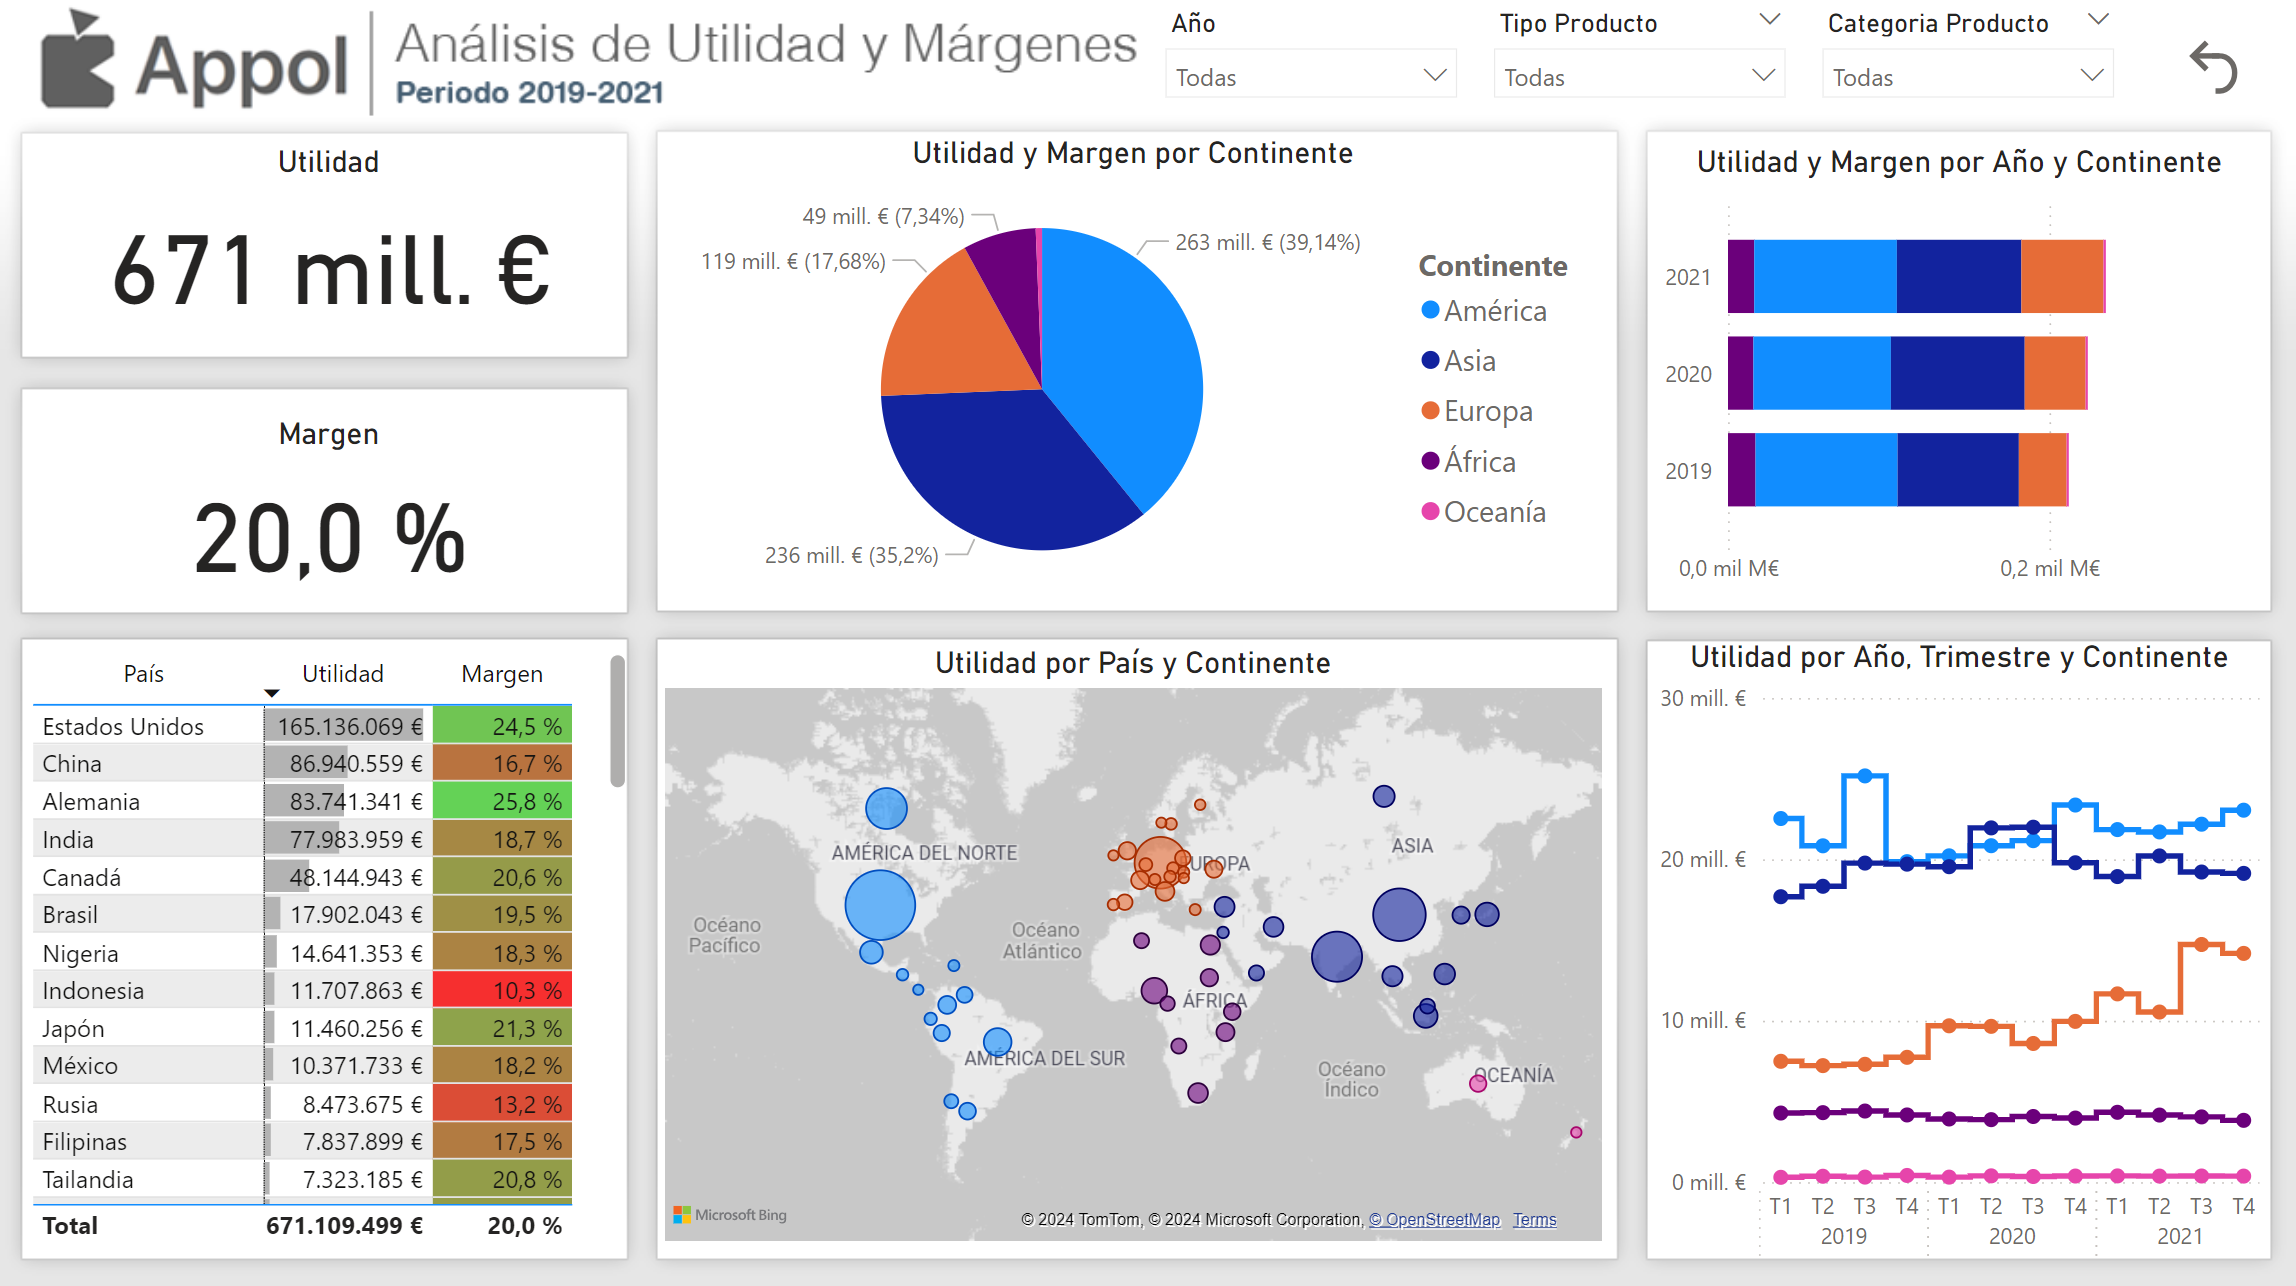 Appol
Análisis de Utilidad y Márgenes
Periodo 2019-2021
Año
Todas
Tipo Producto
Todas
Categoria Producto
Todas
Utilidad
671 mill. €
Margen
20,0 %
Utilidad y Margen por Continente
49 mill. € (7,34%)
119 mill. € (17,68%)
263 mill. € (39,14%)
236 mill. € (35,2%)
Continente
América
Asia
Europa
África
Oceanía
Utilidad y Margen por Año y Continente
2021
2020
2019
0,0 mil M€ 0,2 mil M€
País Utilidad Margen
Estados Unidos 165.136.069 € 24,5 %
China 86.940.559 € 16,7 %
Alemania 83.741.341 € 25,8 %
India 77.983.959 € 18,7 %
Canadá 48.144.943 € 20,6 %
Brasil 17.902.043 € 19,5 %
Nigeria 14.641.353 € 18,3 %
Indonesia 11.707.863 € 10,3 %
Japón 11.460.256 € 21,3 %
México 10.371.733 € 18,2 %
Rusia 8.473.675 € 13,2 %
Filipinas 7.837.899 € 17,5 %
Tailandia 7.323.185 € 20,8 %
Total 671.109.499 € 20,0 %
Utilidad por País y Continente
AMÉRICA DEL NORTE
EUROPA
ASIA
Océano
Pacífico
Océano
Atlántico
ÁFRICA
AMÉRICA DEL SUR
Océano
Índico
OCEANÍA
Microsoft Bing
© 2024 TomTom, © 2024 Microsoft Corporation, © OpenStreetMap Terms
Utilidad por Año, Trimestre y Continente
30 mill. €
20 mill. €
10 mill. €
0 mill. €
T1 T2 T3 T4 T1 T2 T3 T4 T1 T2 T3 T4
2019 2020 2021